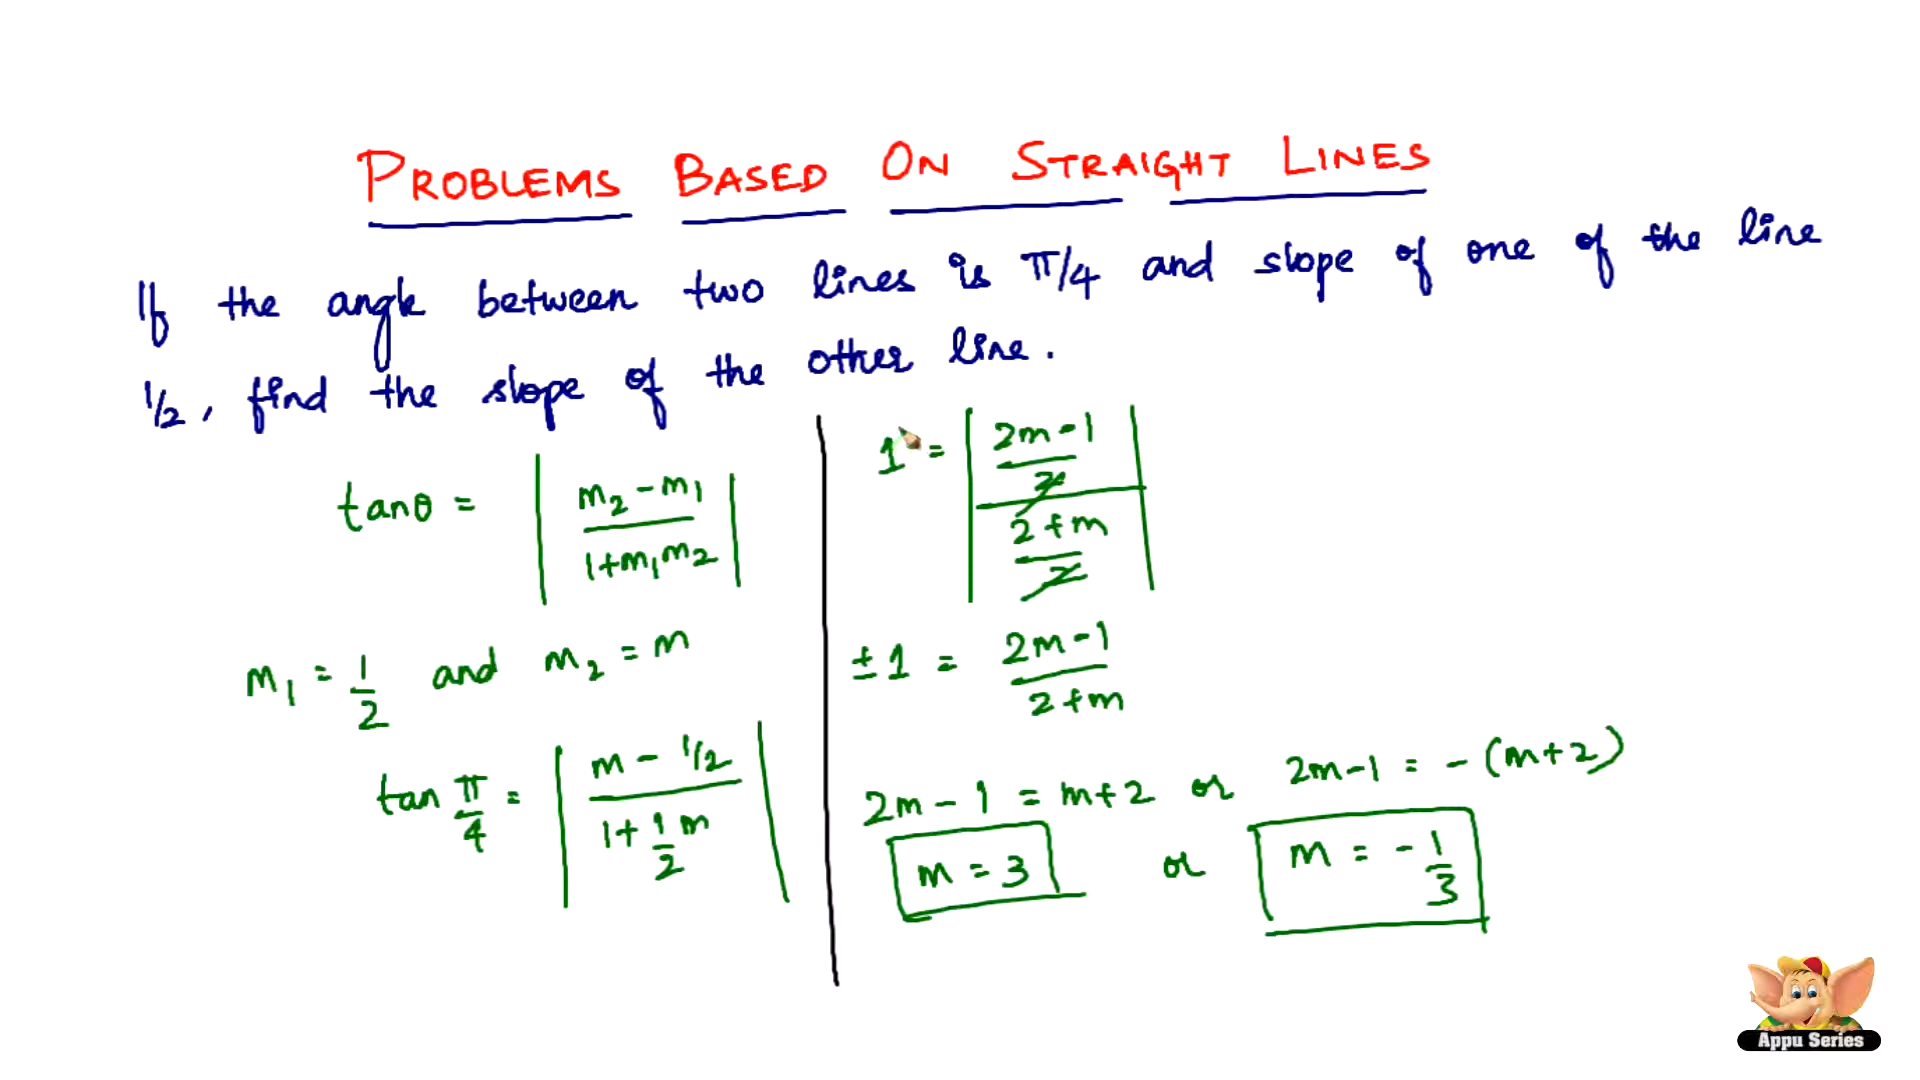 PROBLEMS BASED ON STRAIGHT LINES
If the angle between two lines is π/4 and slope of one of the line
1/2, find the slope of the other line.
tanθ = | (m₂ - m₁)/(1+m₁m₂) |
m₁ = 1/2 and m₂ = m
tan π/4 = | (m - 1/2)/(1 + 1/2 m) |
1 = | ((2m-1)/2)/((2+m)/2) |
±1 = (2m-1)/(2+m)
2m - 1 = m+2 or 2m-1 = -(m+2)
m = 3 or m = -1/3
Appu Series